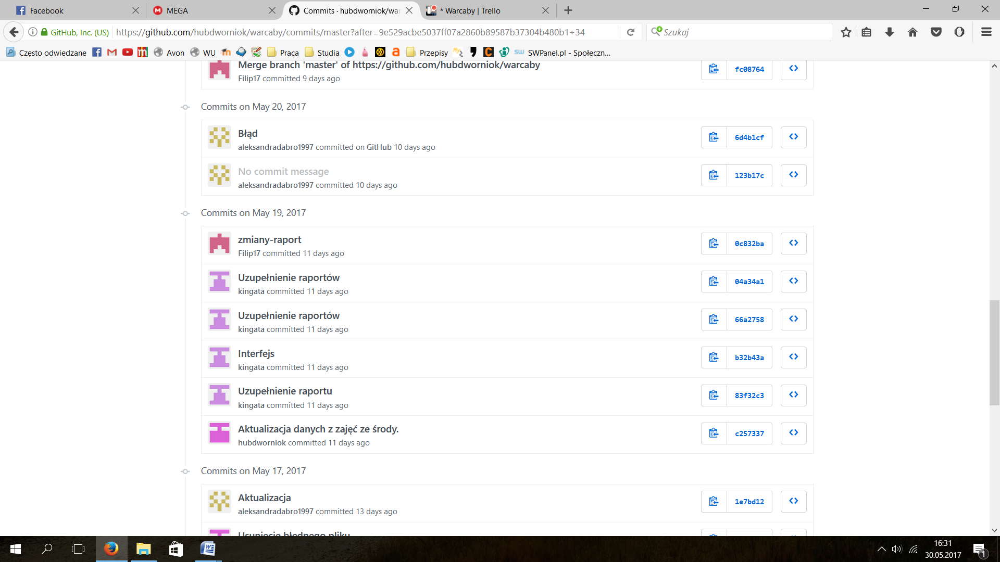 Facebook
MEGA
Commits · hubdworniok/war
* Warcaby | Trello
GitHub, Inc. (US)
https://github.com/hubdworniok/warcaby/commits/master?after=9e529acbe5037ff07a2860b89587b37304b480b1+34
Szukaj
Często odwiedzane
Avon
WU
Praca
Studia
Przepisy
SWPanel.pl - Społeczn...
Merge branch 'master' of https://github.com/hubdworniok/warcaby
Filip17 committed 9 days ago
fc08764
Commits on May 20, 2017
Błąd
aleksandradabro1997 committed on GitHub 10 days ago
6d4b1cf
No commit message
aleksandradabro1997 committed 10 days ago
123b17c
Commits on May 19, 2017
zmiany-raport
Filip17 committed 11 days ago
0c832ba
Uzupełnienie raportów
kingata committed 11 days ago
04a34a1
Uzupełnienie raportów
kingata committed 11 days ago
66a2758
Interfejs
kingata committed 11 days ago
b32b43a
Uzupełnienie raportu
kingata committed 11 days ago
83f32c3
Aktualizacja danych z zajęć ze środy.
hubdworniok committed 11 days ago
c257337
Commits on May 17, 2017
Aktualizacja
aleksandradabro1997 committed 13 days ago
1e7bd12
Usunięcie błędnego pliku
16:31
30.05.2017
1